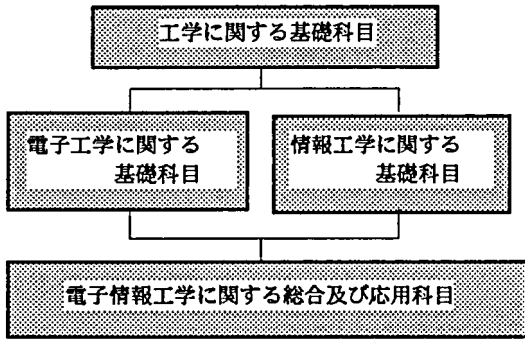 工学に関する基礎科目
電子工学に関する
基礎科目
情報工学に関する
基礎科目
電子情報工学に関する総合及び応用科目